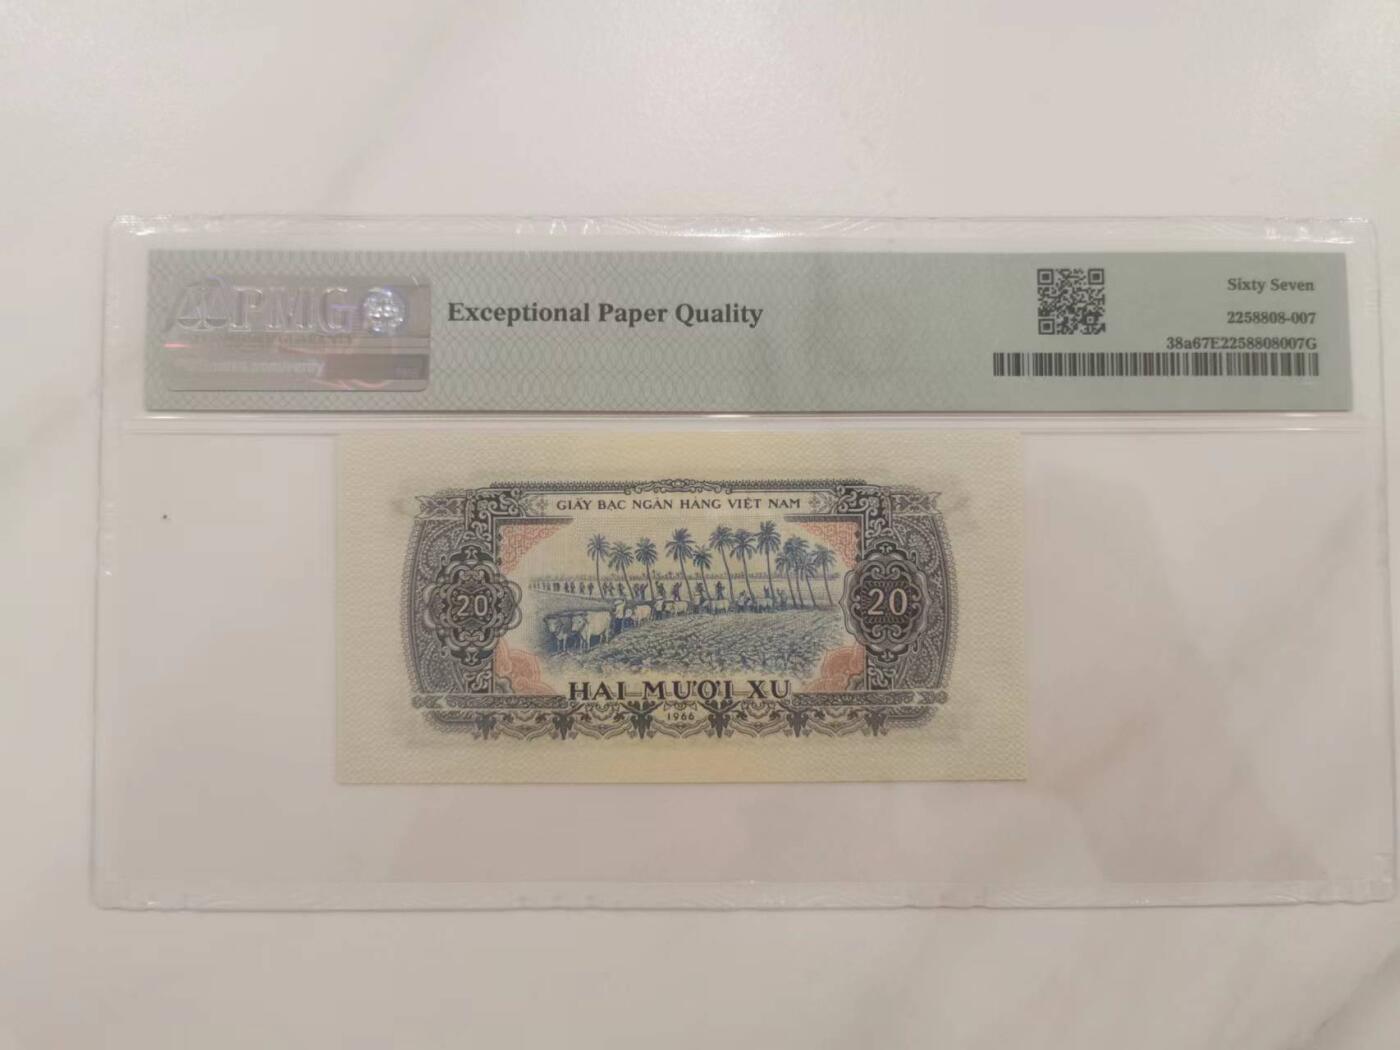 PMG
Exceptional Paper Quality
Sixty Seven
2258808-007
38a67E2258808007G
GIẤY BẠC NGÂN HÀNG VIỆT NAM
20
20
HAI MƯƠI XU
1966